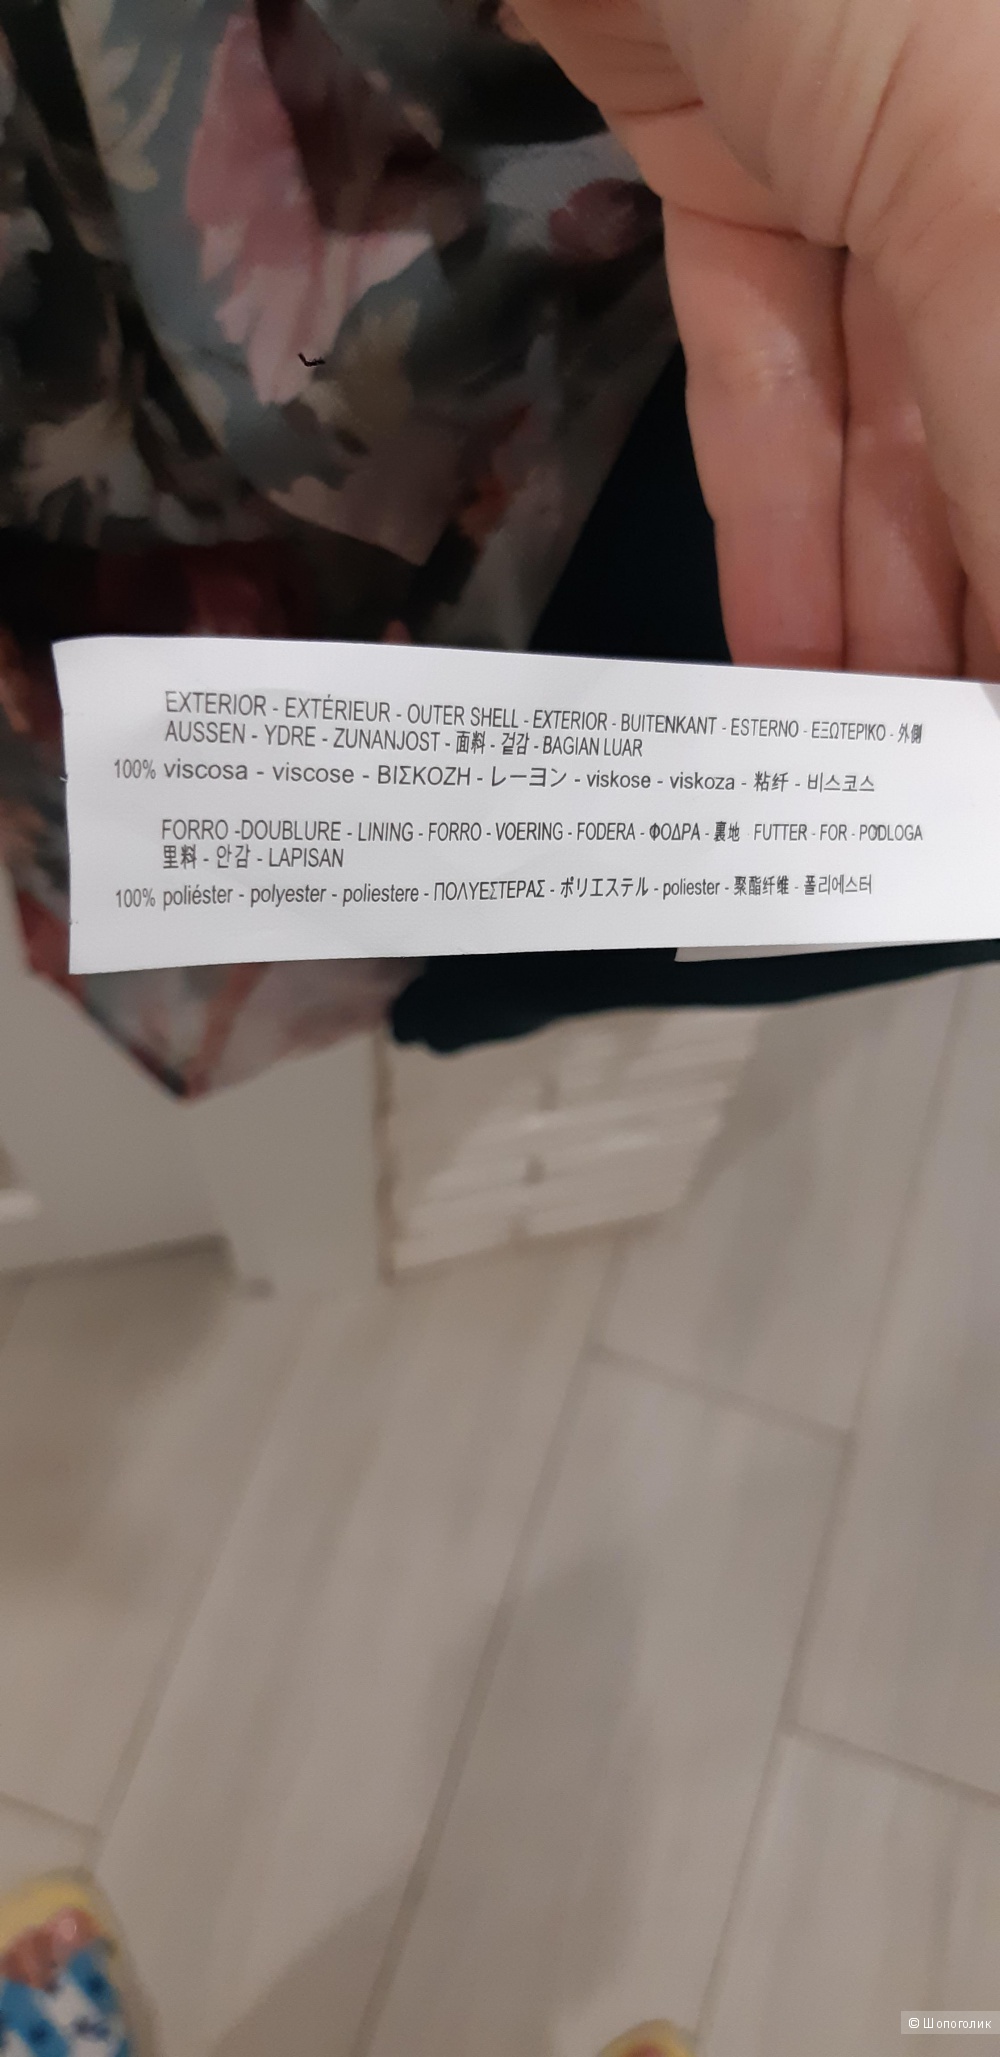 EXTERIOR - EXTÉRIEUR - OUTER SHELL - EXTERIOR - BUITENKANT - ESTERNO - ΕΞΩΤΕΡΙΚΟ - 外側
AUSSEN - YDRE - ZUNANJOST - 面料 - 겉감 - BAGIAN LUAR
100% viscosa - viscose - ΒΙΣΚΟΖΗ - レーヨン - viskose - viskoza - 粘纤 - 비스코스
FORRO -DOUBLURE - LINING - FORRO - VOERING - FODERA - ΦΟΔΡΑ - 裏地 FUTTER - FOR - PODLOGA
里料 - 안감 - LAPISAN
100% poliéster - polyester - poliestere - ΠΟΛΥΕΣΤΕΡΑΣ - ポリエステル - poliester - 聚酯纤维 - 폴리에스터
© Шопоголик